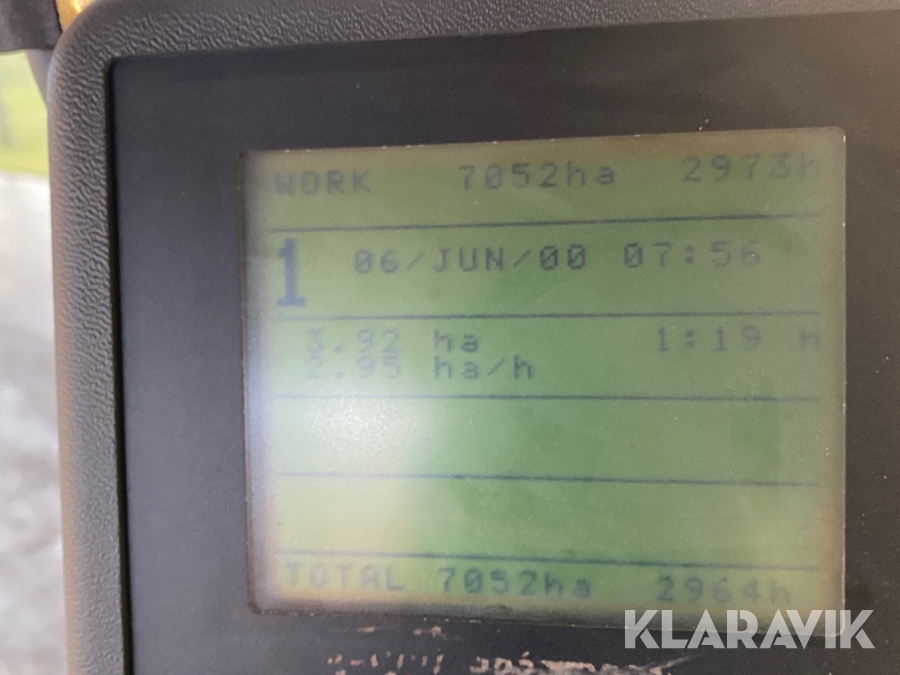 WORK 7052ha 2973h
1 06/JUN/00 07:56
3.92 ha 1:19 h
2.95 ha/h
TOTAL 7052ha 2964h
KLARAVIK